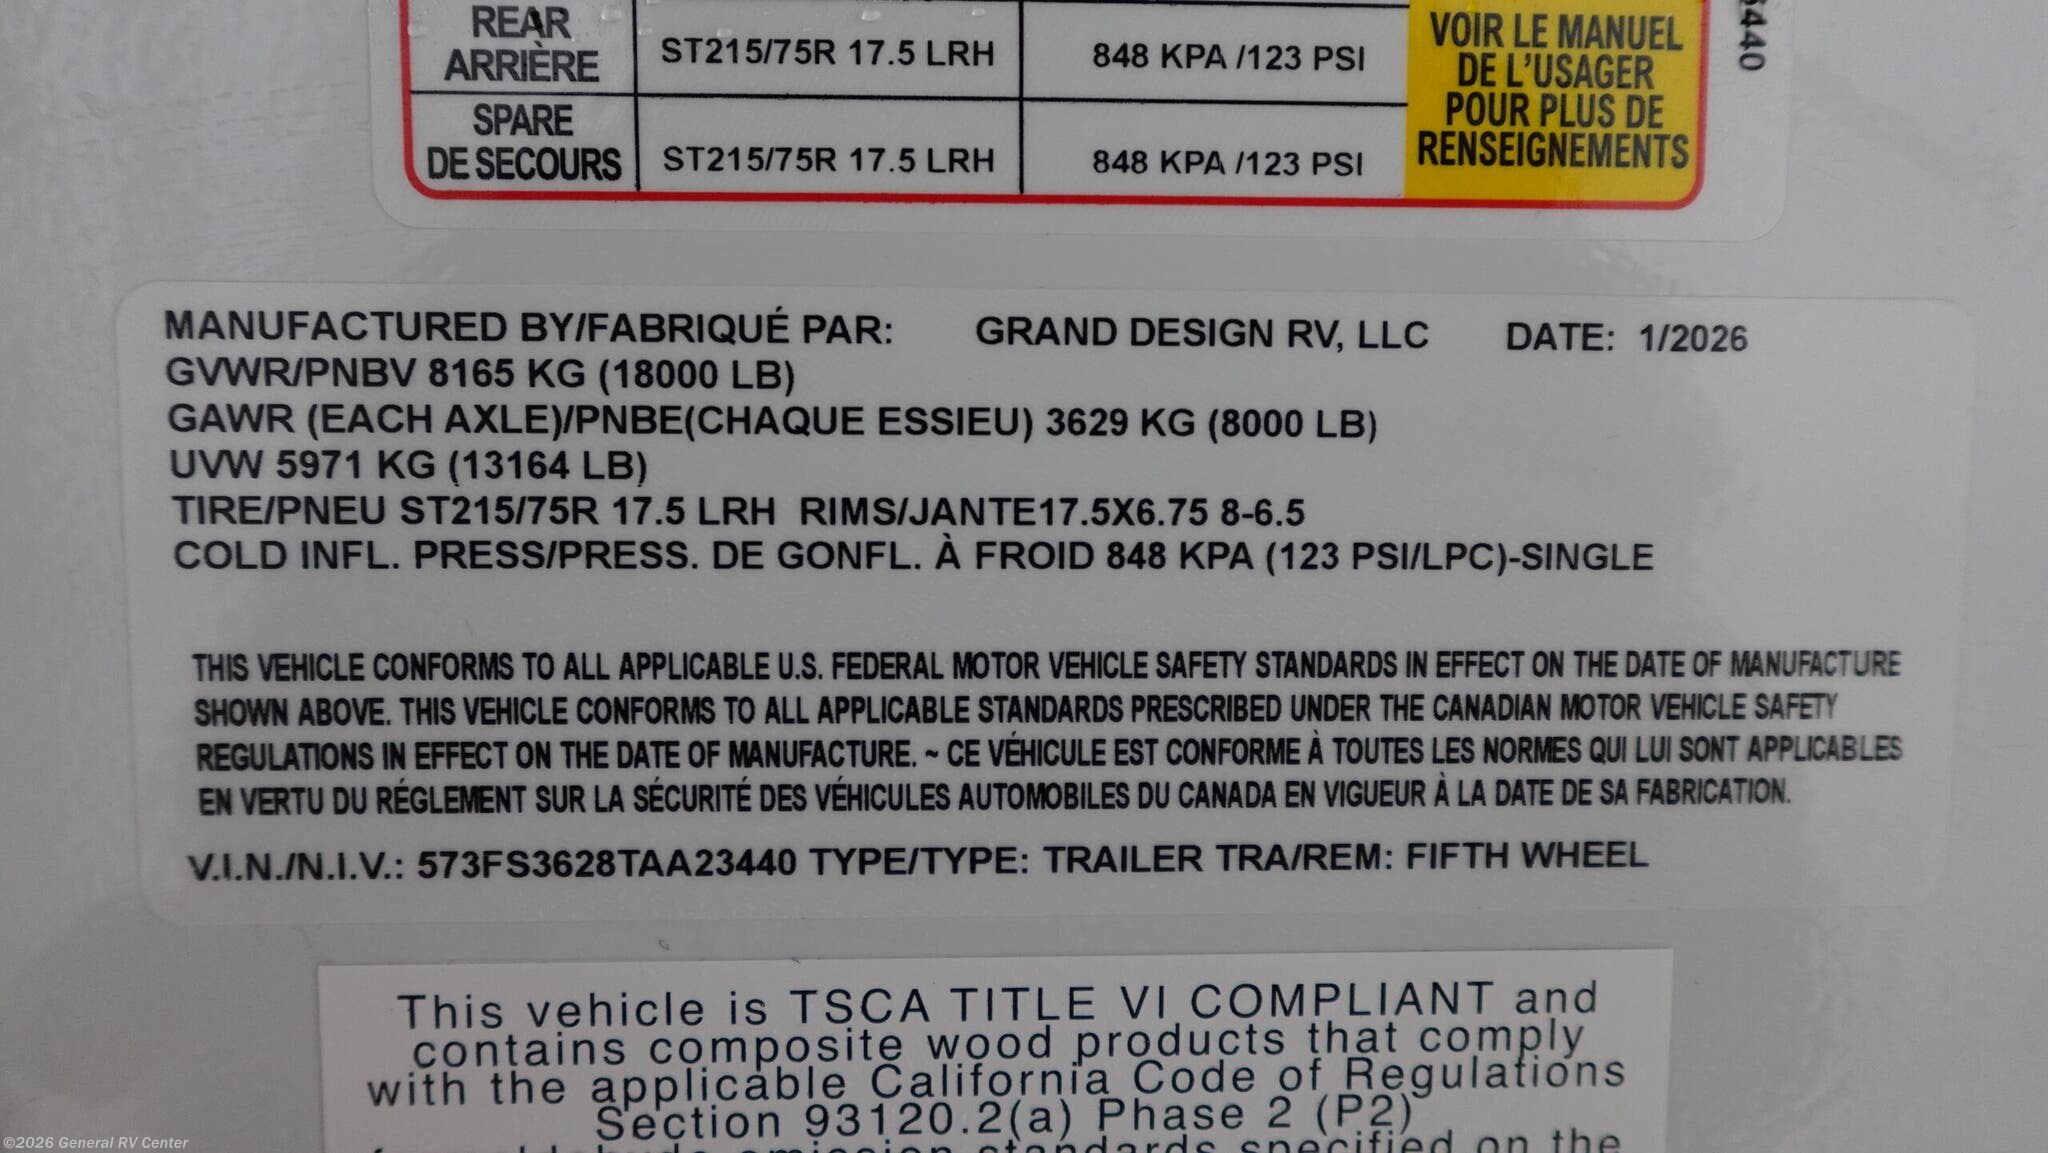 REAR
ARRIÈRE
ST215/75R 17.5 LRH
848 KPA /123 PSI
SPARE
DE SECOURS
ST215/75R 17.5 LRH
848 KPA /123 PSI
VOIR LE MANUEL
DE L'USAGER
POUR PLUS DE
RENSEIGNEMENTS
440
MANUFACTURED BY/FABRIQUÉ PAR: GRAND DESIGN RV, LLC DATE: 1/2026
GVWR/PNBV 8165 KG (18000 LB)
GAWR (EACH AXLE)/PNBE(CHAQUE ESSIEU) 3629 KG (8000 LB)
UVW 5971 KG (13164 LB)
TIRE/PNEU ST215/75R 17.5 LRH RIMS/JANTE17.5X6.75 8-6.5
COLD INFL. PRESS/PRESS. DE GONFL. À FROID 848 KPA (123 PSI/LPC)-SINGLE
THIS VEHICLE CONFORMS TO ALL APPLICABLE U.S. FEDERAL MOTOR VEHICLE SAFETY STANDARDS IN EFFECT ON THE DATE OF MANUFACTURE
SHOWN ABOVE. THIS VEHICLE CONFORMS TO ALL APPLICABLE STANDARDS PRESCRIBED UNDER THE CANADIAN MOTOR VEHICLE SAFETY
REGULATIONS IN EFFECT ON THE DATE OF MANUFACTURE. ~ CE VÉHICULE EST CONFORME À TOUTES LES NORMES QUI LUI SONT APPLICABLES
EN VERTU DU RÉGLEMENT SUR LA SÉCURITÉ DES VÉHICULES AUTOMOBILES DU CANADA EN VIGUEUR À LA DATE DE SA FABRICATION.
V.I.N./N.I.V.: 573FS3628TAA23440 TYPE/TYPE: TRAILER TRA/REM: FIFTH WHEEL
This vehicle is TSCA TITLE VI COMPLIANT and
contains composite wood products that comply
with the applicable California Code of Regulations
Section 93120.2(a) Phase 2 (P2)
emission standards specified on the
©2026 General RV Center